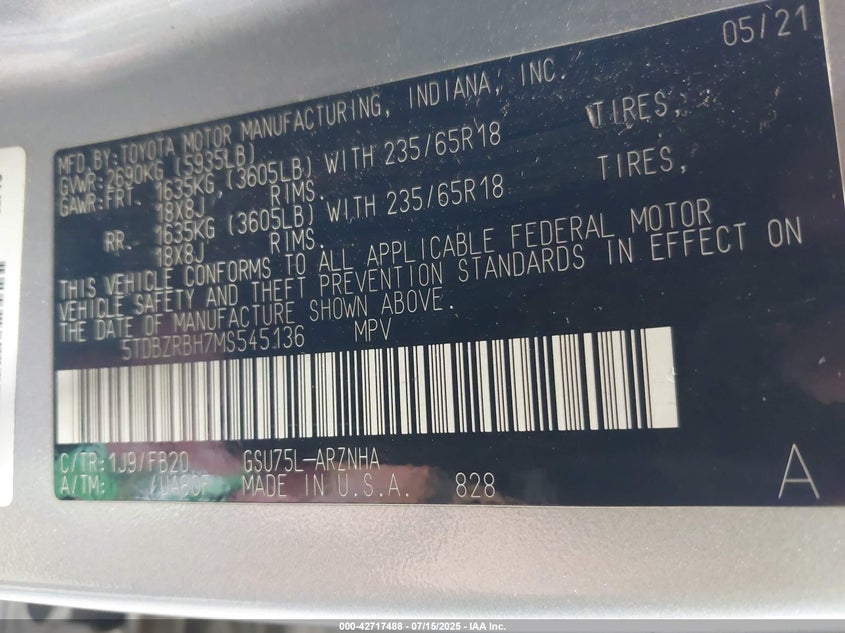 05/21
MFD.BY:TOYOTA MOTOR MANUFACTURING, INDIANA, INC.
GVWR:2690KG (5935LB)
GAWR:FRT. 1635KG (3605LB) WITH 235/65R18 TIRES,
18X8J RIMS.
RR. 1635KG (3605LB) WITH 235/65R18 TIRES,
18X8J RIMS.
THIS VEHICLE CONFORMS TO ALL APPLICABLE FEDERAL MOTOR
VEHICLE SAFETY AND THEFT PREVENTION STANDARDS IN EFFECT ON
THE DATE OF MANUFACTURE SHOWN ABOVE.
5TDBZRBH7MS545136 MPV
C/TR:1J9/FB20 GSU75L-ARZNHA
A/TM: /UA80F MADE IN U.S.A. 828
A
000-42717488 - 07/15/2025 - IAA Inc.